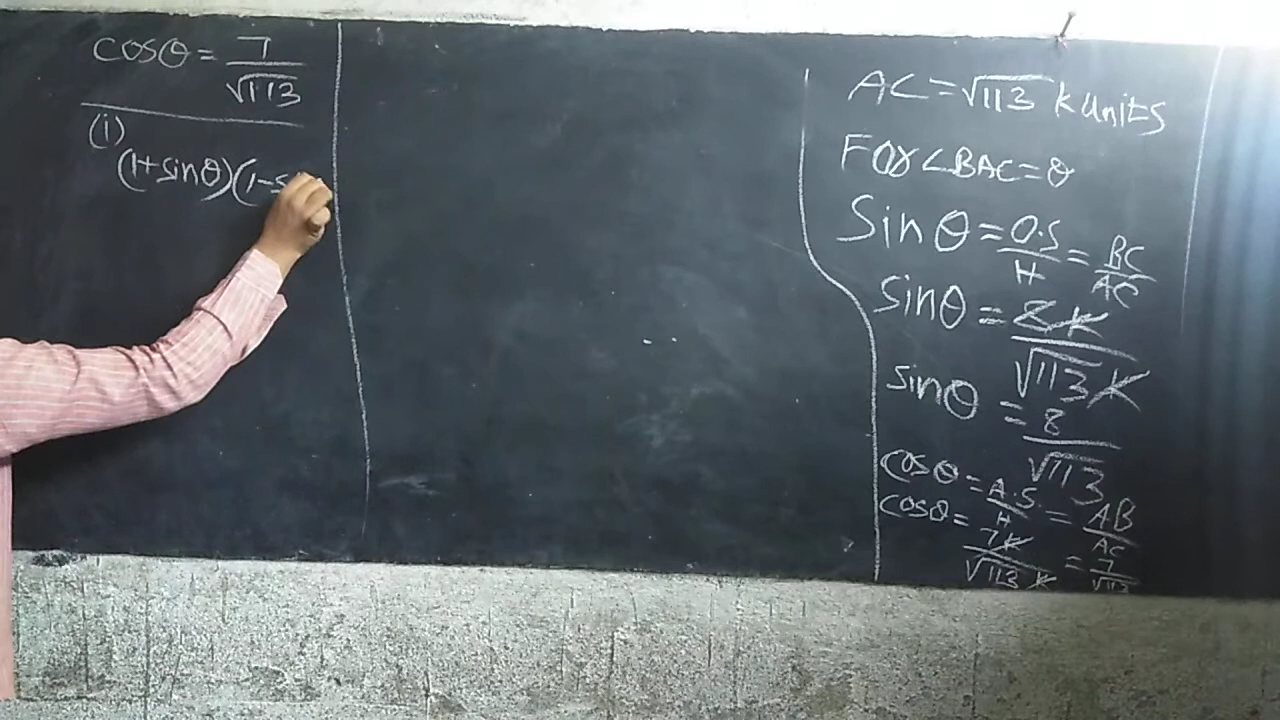 cosθ = 7/√113
(i)
(1+sinθ)(1-s
AC = √113 k units
FOR ∠BAC = θ
Sinθ = O.S/H = BC/AC
sinθ = 8k/√113 k
sinθ = 8/√113
cosθ = A.S/H = AB/AC
cosθ = 7k/√113 k = 7/√113